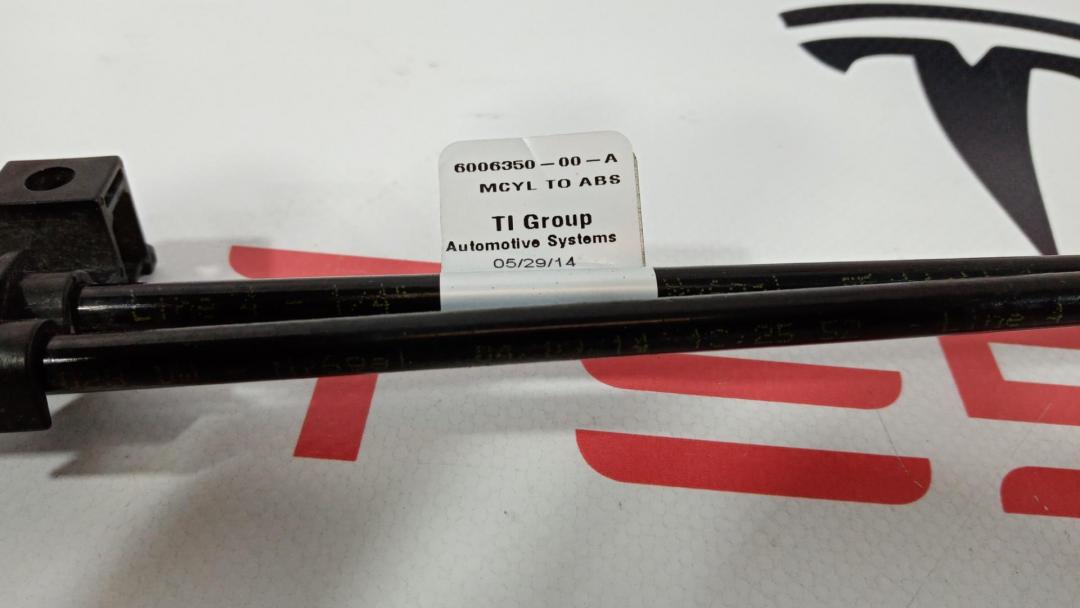 6006350-00-A
MCYL TO ABS
TI Group
Automotive Systems
05/29/14